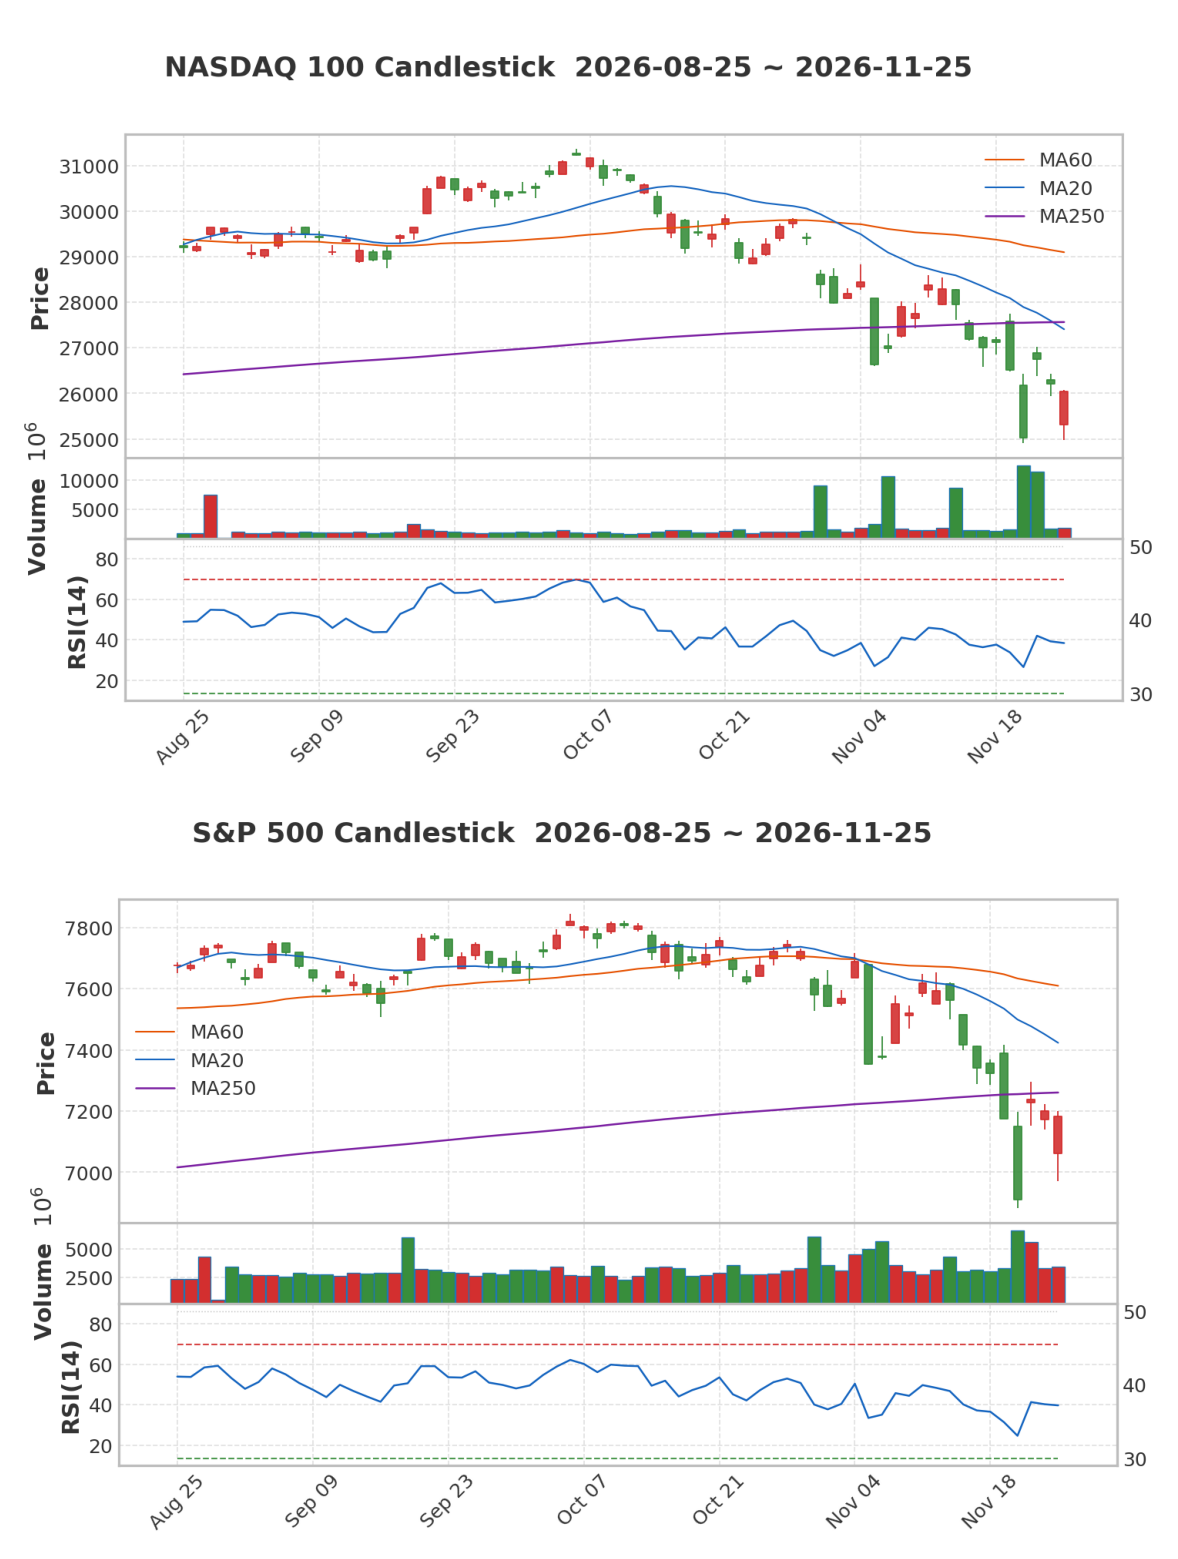 NASDAQ 100 Candlestick  2026-08-25 ~ 2026-11-25
MA60
MA20
MA250
Price
31000
30000
29000
28000
27000
26000
25000
Volume 10⁶
10000
5000
RSI(14)
80
60
40
20
50
40
30
Aug 25
Sep 09
Sep 23
Oct 07
Oct 21
Nov 04
Nov 18
S&P 500 Candlestick  2026-08-25 ~ 2026-11-25
Price
7800
7600
7400
7200
7000
MA60
MA20
MA250
Volume 10⁶
5000
2500
RSI(14)
80
60
40
20
50
40
30
Aug 25
Sep 09
Sep 23
Oct 07
Oct 21
Nov 04
Nov 18